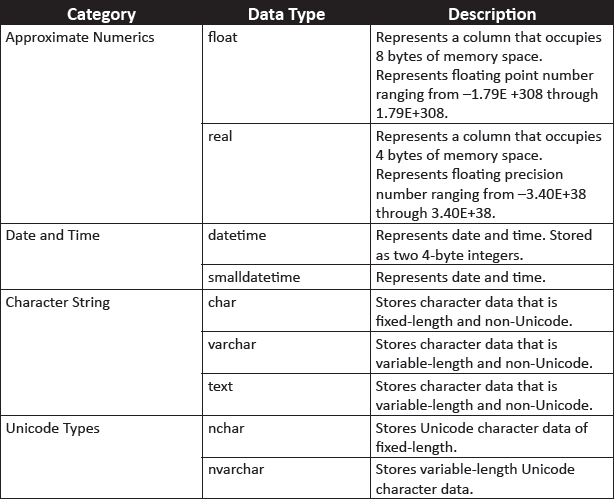 Category Data Type Description
Approximate Numerics float Represents a column that occupies
8 bytes of memory space.
Represents floating point number
ranging from –1.79E +308 through
1.79E+308.
real Represents a column that occupies
4 bytes of memory space.
Represents floating precision
number ranging from –3.40E+38
through 3.40E+38.
Date and Time datetime Represents date and time. Stored
as two 4-byte integers.
smalldatetime Represents date and time.
Character String char Stores character data that is
fixed-length and non-Unicode.
varchar Stores character data that is
variable-length and non-Unicode.
text Stores character data that is
variable-length and non-Unicode.
Unicode Types nchar Stores Unicode character data of
fixed-length.
nvarchar Stores variable-length Unicode
character data.